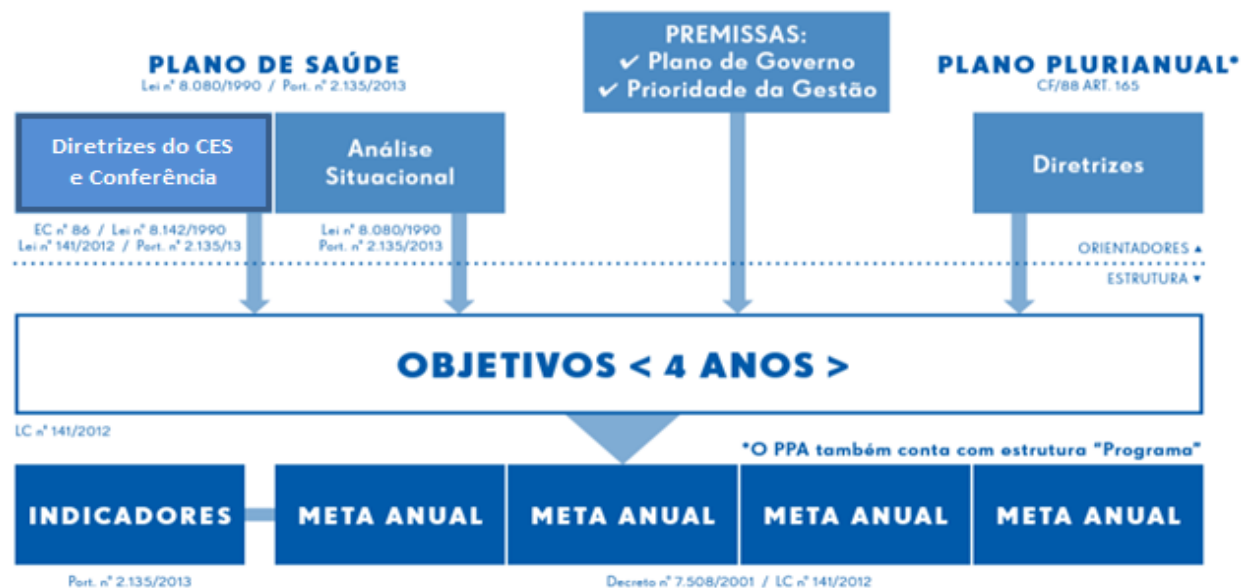 PREMISSAS:
✓ Plano de Governo
✓ Prioridade da Gestão
PLANO DE SAÚDE
Lei nº 8.080/1990 / Port. nº 2.135/2013
PLANO PLURIANUAL*
CF/88 ART. 165
Diretrizes do CES
e Conferência
Análise
Situacional
Diretrizes
EC nº 86 / Lei nº 8.142/1990
Lei nº 141/2012 / Port. nº 2.135/13
Lei nº 8.080/1990
Port. nº 2.135/2013
ORIENTADORES ▲
ESTRUTURA ▼
OBJETIVOS < 4 ANOS >
LC nº 141/2012
*O PPA também conta com estrutura "Programa"
INDICADORES
META ANUAL
META ANUAL
META ANUAL
META ANUAL
Port. nº 2.135/2013
Decreto nº 7.508/2001 / LC nº 141/2012